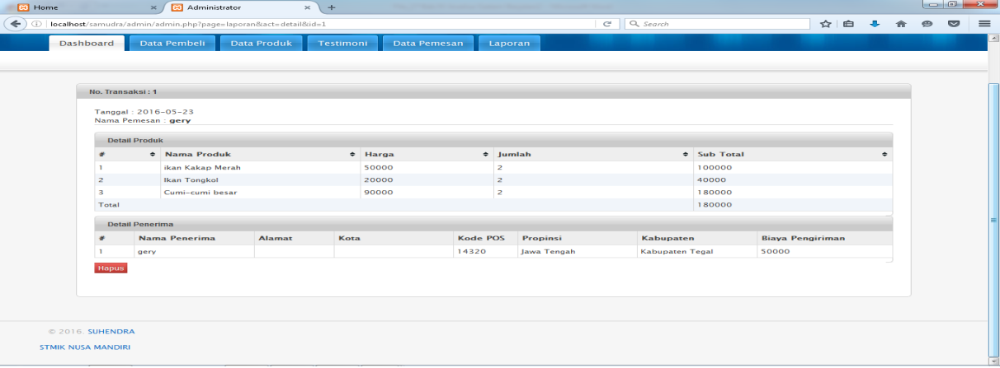 Home
Administrator
localhost/samudra/admin/admin.php?page=laporan&act=detail&id=1
Search
Dashboard Data Pembeli Data Produk Testimoni Data Pemesan Laporan
No. Transaksi : 1
Tanggal : 2016-05-23
Nama Pemesan : gery
Detail Produk
# Nama Produk Harga Jumlah Sub Total
1 ikan Kakap Merah 50000 2 100000
2 Ikan Tongkol 20000 2 40000
3 Cumi-cumi besar 90000 2 180000
Total 180000
Detail Penerima
# Nama Penerima Alamat Kota Kode POS Propinsi Kabupaten Biaya Pengiriman
1 gery 14320 Jawa Tengah Kabupaten Tegal 50000
Hapus
© 2016. SUHENDRA
STMIK NUSA MANDIRI